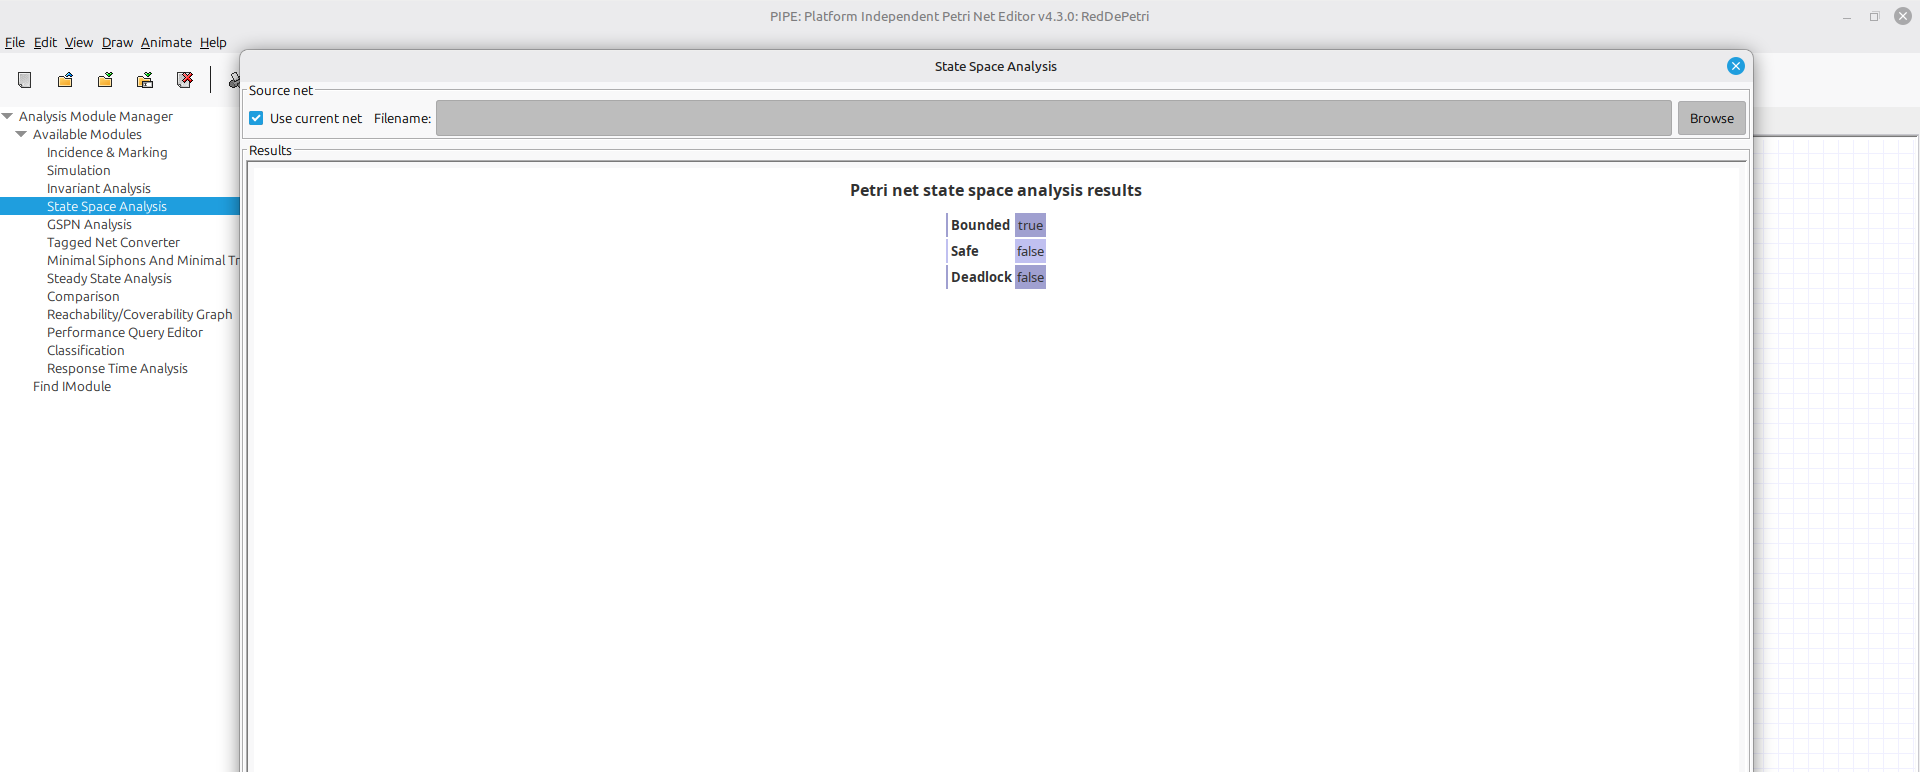 PIPE: Platform Independent Petri Net Editor v4.3.0: RedDePetri
File Edit View Draw Animate Help
State Space Analysis
Source net
Use current net Filename: Browse
Results
Petri net state space analysis results
Bounded true
Safe false
Deadlock false
Analysis Module Manager
Available Modules
Incidence & Marking
Simulation
Invariant Analysis
State Space Analysis
GSPN Analysis
Tagged Net Converter
Minimal Siphons And Minimal Tr
Steady State Analysis
Comparison
Reachability/Coverability Graph
Performance Query Editor
Classification
Response Time Analysis
Find IModule